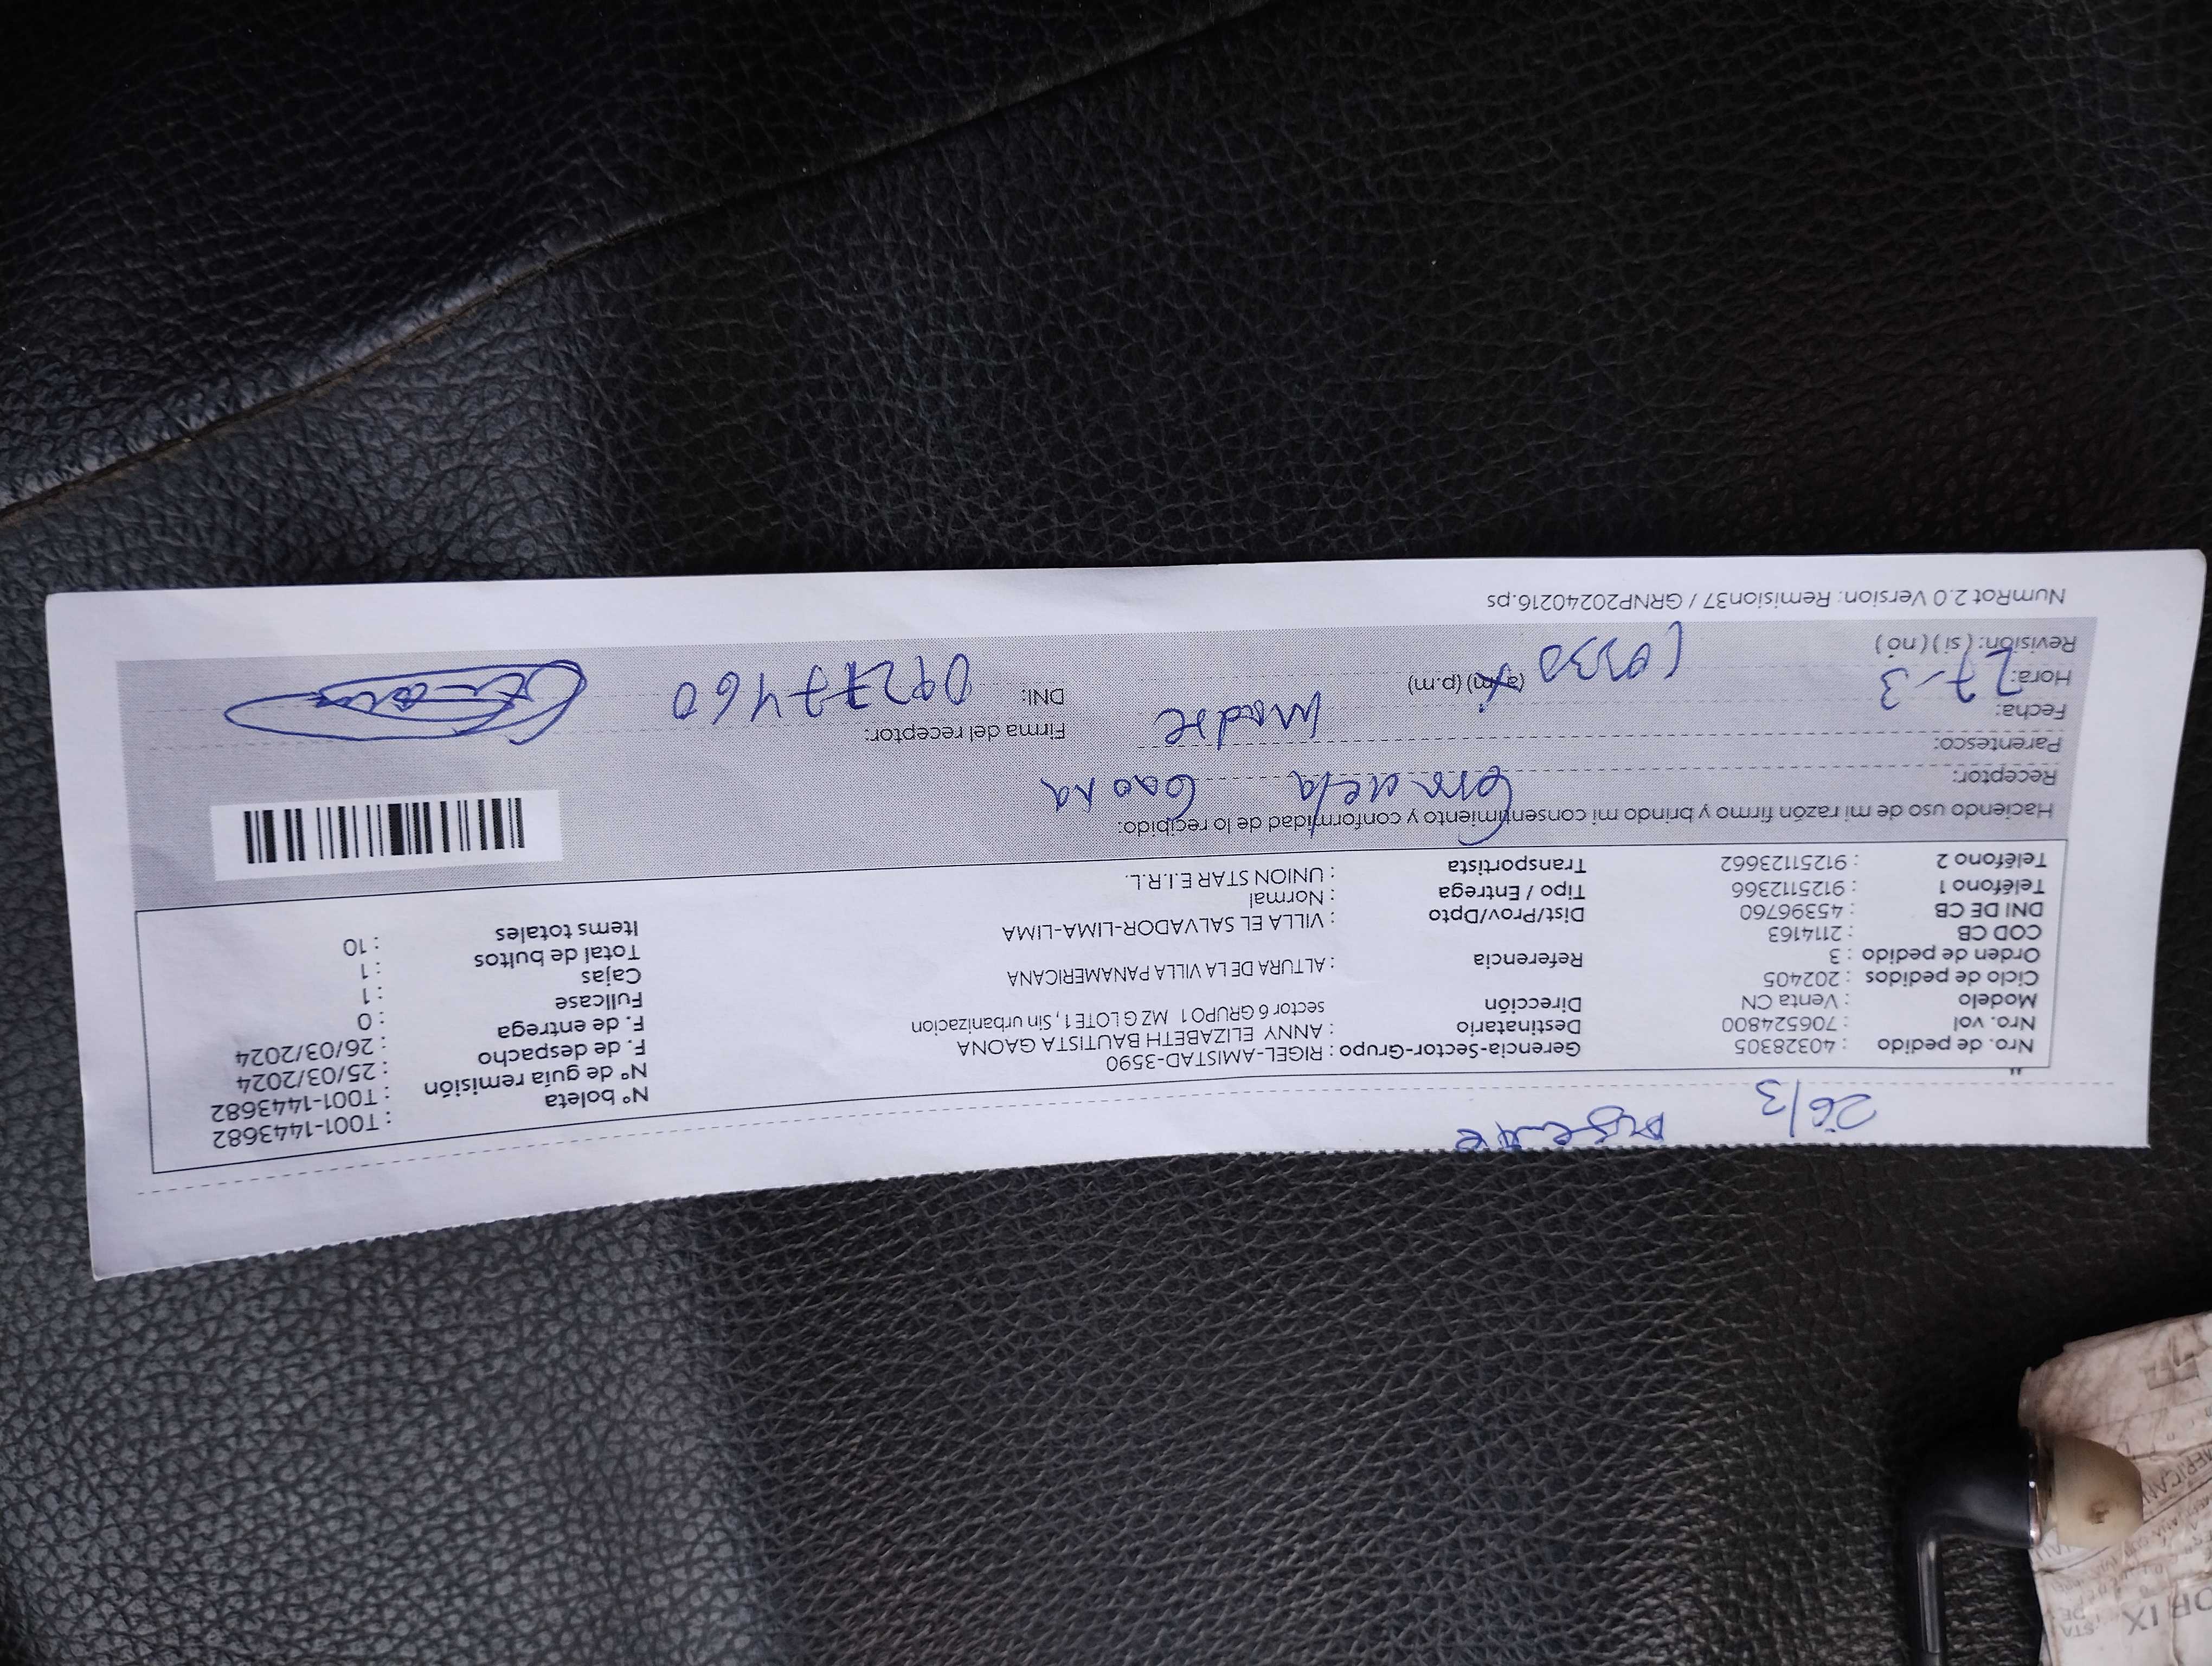 26/3 Ausente
Nro. de pedido : 40328305
Nro. vol : 706524800
Modelo : Venta CN
Ciclo de pedidos : 202405
Orden de pedido : 3
COD CB : 2114163
DNI DE CB : 45396760
Teléfono 1 : 9125112366
Teléfono 2 : 912511123662
Gerencia-Sector-Grupo : RIGEL-AMISTAD-3590
Destinatario : ANNY ELIZABETH BAUTISTA GAONA
Dirección sector 6 GRUPO 1 MZ G LOTE 1, Sin urbanizacion
Referencia : ALTURA DE LA VILLA PANAMERICANA
Dist/Prov/Dpto : VILLA EL SALVADOR-LIMA-LIMA
Tipo / Entrega : Normal
Transportista : UNION STAR E.I.R.L.
N° boleta : T001-1443682
N° de guía remisión : T001-1443682
F. de despacho : 25/03/2024
F. de entrega : 26/03/2024
Fullcase : 0
Cajas : 1
Total de bultos : 1
Items totales : 10
Haciendo uso de mi razón firmo y brindo mi consentimiento y conformidad de lo recibido:
Receptor: Graciela Gaona
Parentesco: Madre
Fecha: 27-3
Hora: 10:30 (a.m) (p.m)
Revisión: ( si ) ( no )
Firma del receptor:
DNI: 09277460
NumRot 2.0 Version: Remision37 / GRNP20240216.ps